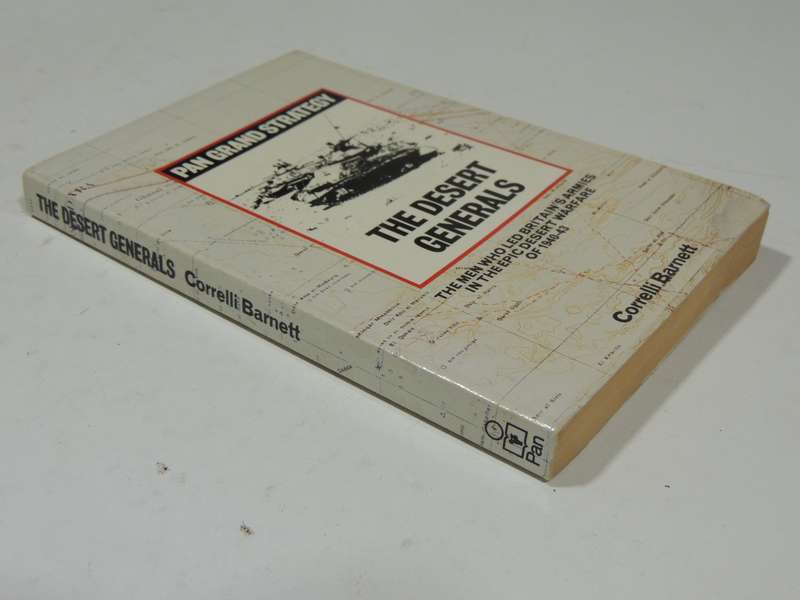 PAN GRAND STRATEGY
THE DESERT
GENERALS
THE MEN WHO LED BRITAIN'S ARMIES
IN THE EPIC DESERT WARFARE
OF 1940-43
Correlli Barnett
THE DESERT GENERALS Correlli Barnett
Pan